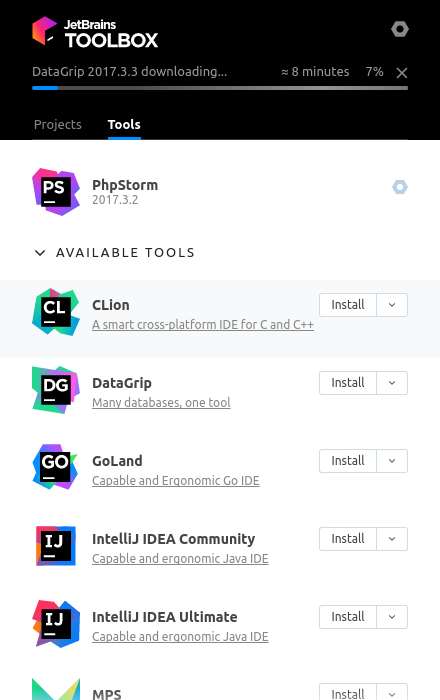 JetBrains
TOOLBOX
DataGrip 2017.3.3 downloading... ≈ 8 minutes 7%
Projects Tools
PS
PhpStorm
2017.3.2
AVAILABLE TOOLS
CL
CLion
Install
A smart cross-platform IDE for C and C++
DG
DataGrip
Install
Many databases, one tool
GO
GoLand
Install
Capable and Ergonomic Go IDE
IJ
IntelliJ IDEA Community
Install
Capable and ergonomic Java IDE
IJ
IntelliJ IDEA Ultimate
Install
Capable and ergonomic Java IDE
MPS
Install